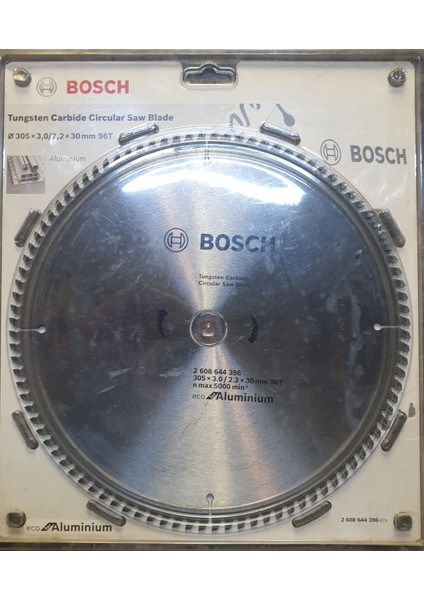 BOSCH
Tungsten Carbide Circular Saw Blade
Ø 305 × 3,0/2,2 × 30 mm 96T
Aluminium
BOSCH
BOSCH
Tungsten Carbide
Circular Saw Blade
2 608 644 396
305 × 3.0 / 2.2 × 30 mm 96T
n max 5000 min⁻¹
eco for Aluminium
eco for Aluminium
2 608 644 396